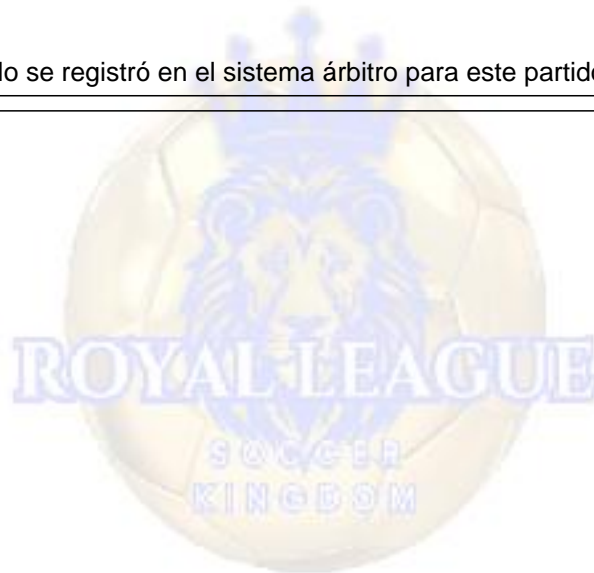 lo se registró en el sistema árbitro para este partido
ROYAL LEAGUE
SOCCER
KINGDOM